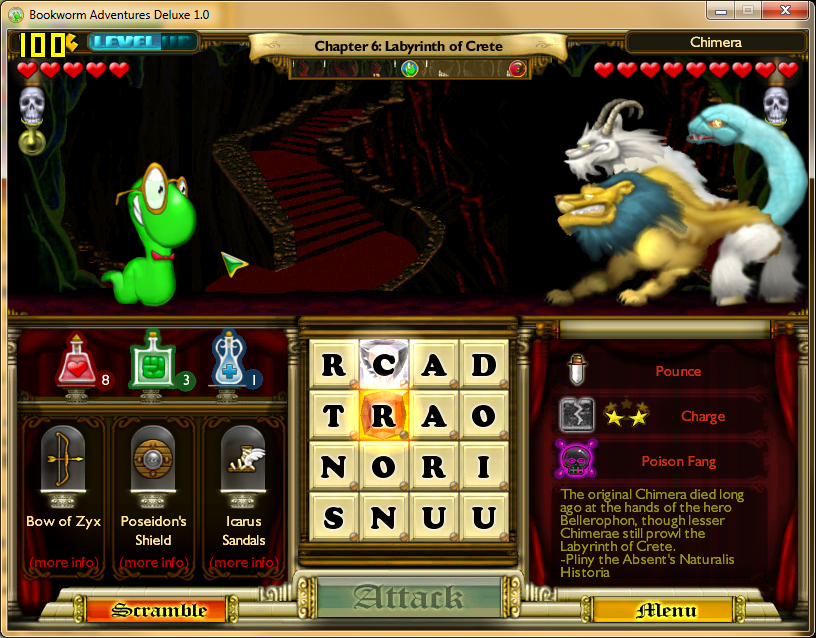 Bookworm Adventures Deluxe 1.0
100 LEVEL UP
Chapter 6: Labyrinth of Crete
Chimera
8
3
1
Bow of Zyx
(more info)
Poseidon's
Shield
(more info)
Icarus
Sandals
(more info)
R C A D
T R A O
N O R I
S N U U
Pounce
Charge
Poison Fang
The original Chimera died long
ago at the hands of the hero
Bellerophon, though lesser
Chimerae still prowl the
Labyrinth of Crete.
-Pliny the Absent's Naturalis
Historia
Scramble
Attack
Menu